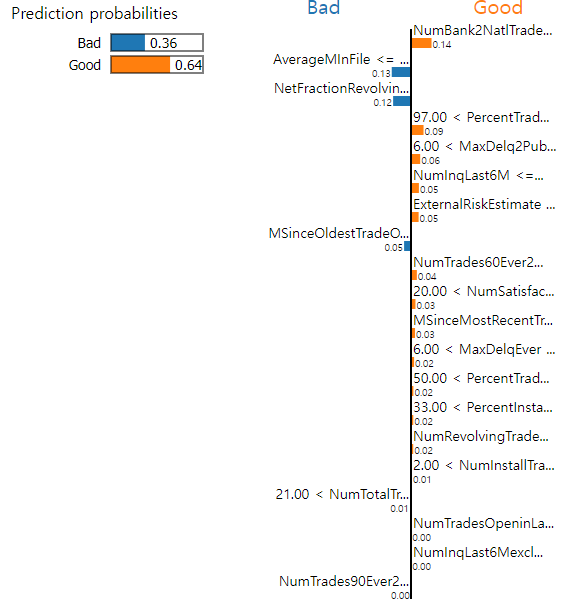 Prediction probabilities
Bad 0.36
Good 0.64
Bad Good
NumBank2NatlTrade...
0.14
AverageMInFile <= ...
0.13
NetFractionRevolvin...
0.12
97.00 < PercentTrad...
0.09
6.00 < MaxDelq2Pub...
0.06
NumInqLast6M <=...
0.05
ExternalRiskEstimate ...
0.05
MSinceOldestTradeO...
0.05
NumTrades60Ever2...
0.04
20.00 < NumSatisfac...
0.03
MSinceMostRecentTr...
0.03
6.00 < MaxDelqEver ...
0.02
50.00 < PercentTrad...
0.02
33.00 < PercentInsta...
0.02
NumRevolvingTrade...
0.02
2.00 < NumInstallTra...
0.01
21.00 < NumTotalTr...
0.01
NumTradesOpeninLa...
0.00
NumInqLast6Mexcl...
0.00
NumTrades90Ever2...
0.00